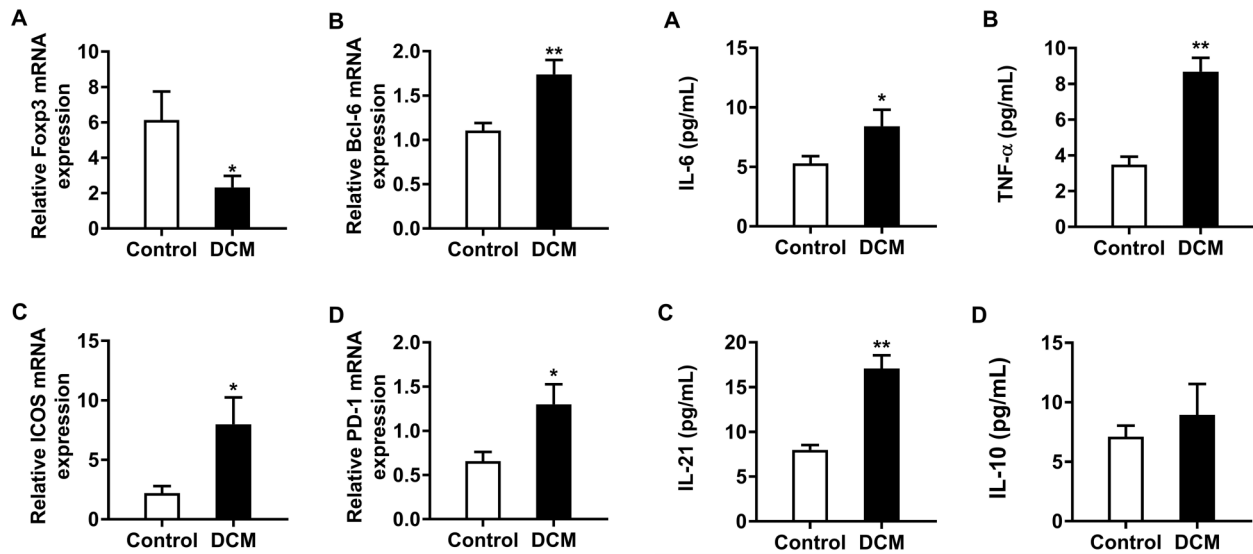 A
Relative Foxp3 mRNA
expression
10
8
6
4
2
0
*
Control DCM
B
Relative Bcl-6 mRNA
expression
2.0
1.5
1.0
0.5
0.0
**
Control DCM
A
IL-6 (pg/mL)
15
10
5
0
*
Control DCM
B
TNF-α (pg/mL)
10
8
6
4
2
0
**
Control DCM
C
Relative ICOS mRNA
expression
15
10
5
0
*
Control DCM
D
Relative PD-1 mRNA
expression
2.0
1.5
1.0
0.5
0.0
*
Control DCM
C
IL-21 (pg/mL)
20
15
10
5
0
**
Control DCM
D
IL-10 (pg/mL)
15
10
5
0
Control DCM